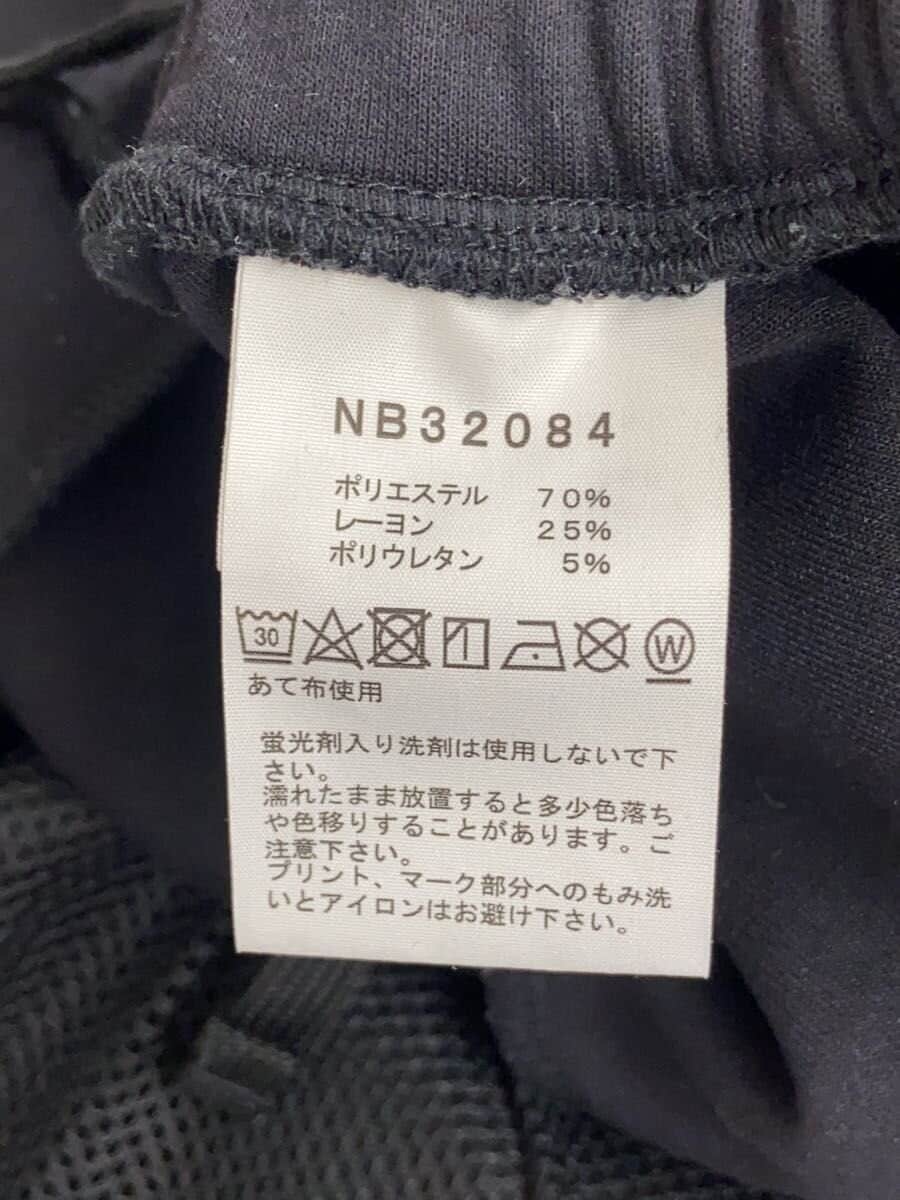 NB32084
ポリエステル 70%
レーヨン 25%
ポリウレタン 5%
30 W
あて布使用
蛍光剤入り洗剤は使用しないで下
さい。
濡れたまま放置すると多少色落ち
や色移りすることがあります。ご
注意下さい。
プリント、マーク部分へのもみ洗
いとアイロンはお避け下さい。